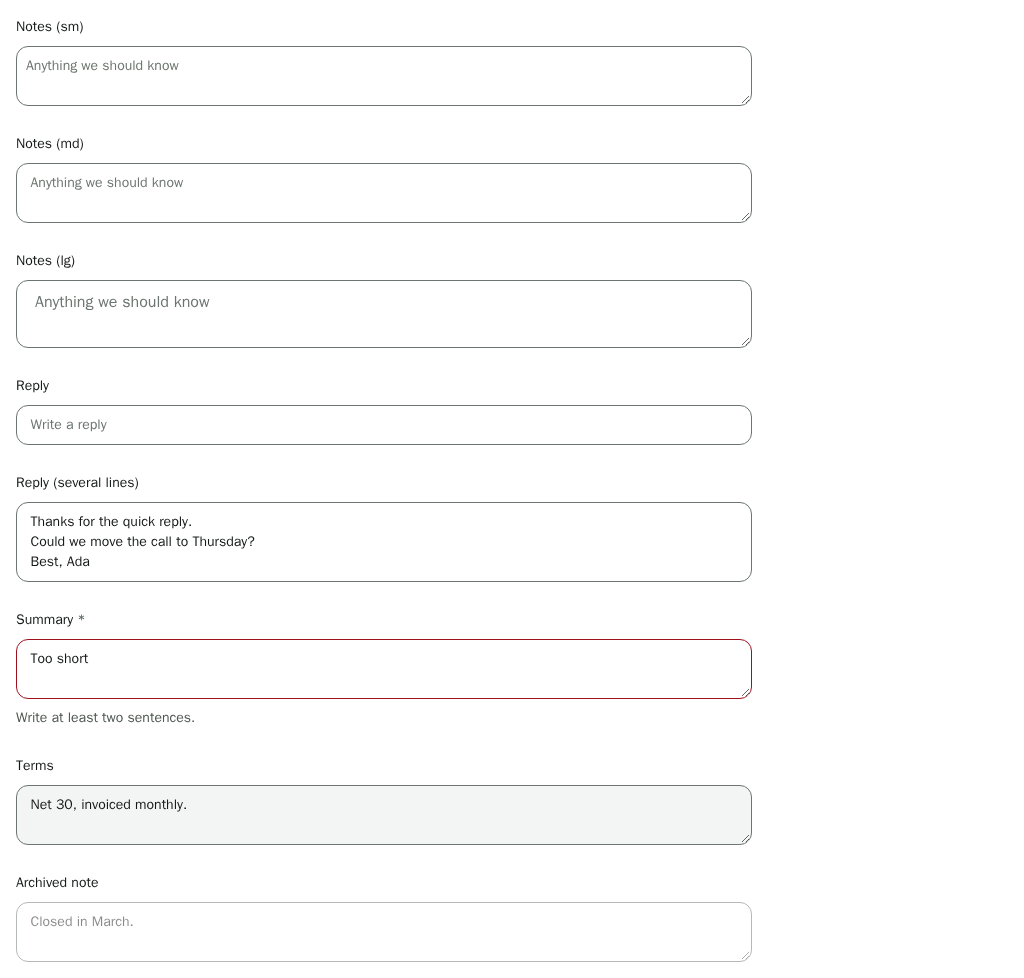 Notes (sm)
Anything we should know
Notes (md)
Anything we should know
Notes (lg)
Anything we should know
Reply
Write a reply
Reply (several lines)
Thanks for the quick reply.
Could we move the call to Thursday?
Best, Ada
Summary *
Too short
Write at least two sentences.
Terms
Net 30, invoiced monthly.
Archived note
Closed in March.